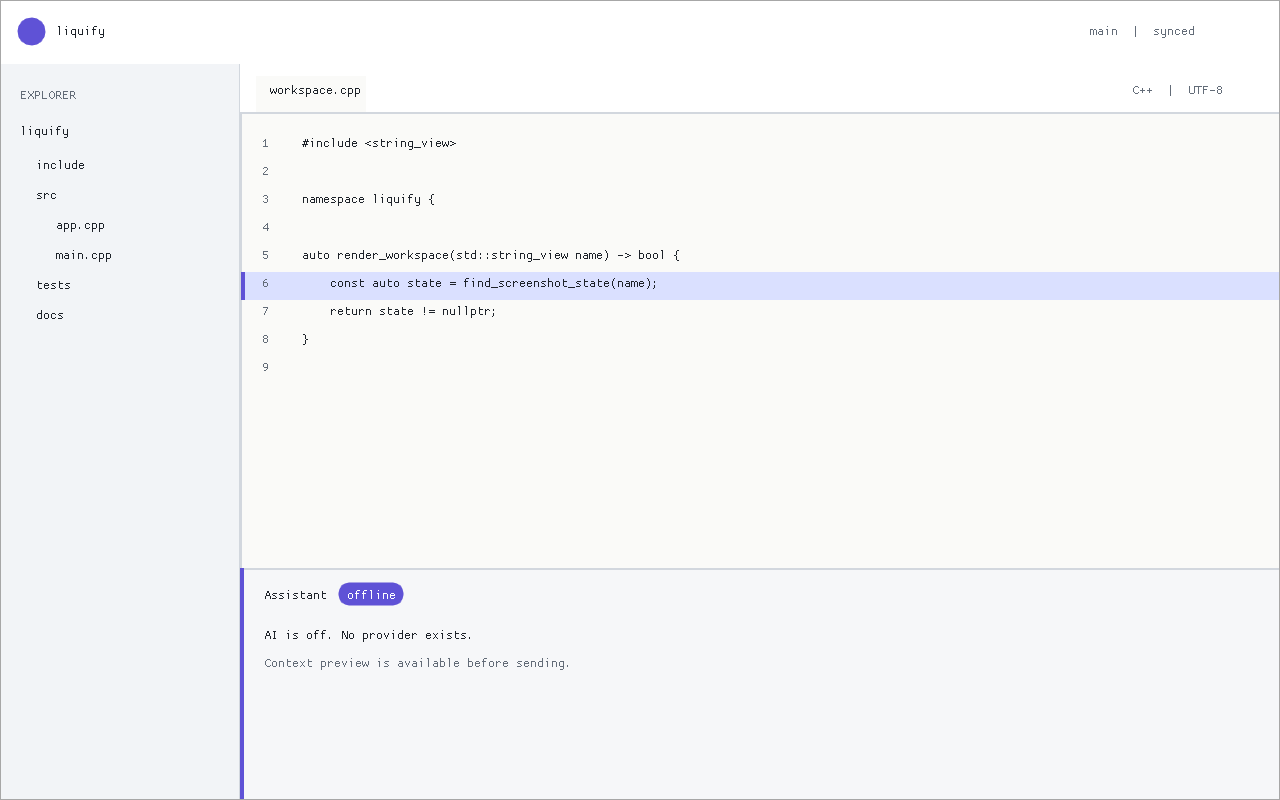 liquify
main | synced
EXPLORER
liquify
include
src
app.cpp
main.cpp
tests
docs
workspace.cpp
C++ | UTF-8
1 #include <string_view>
2
3 namespace liquify {
4
5 auto render_workspace(std::string_view name) -> bool {
6 const auto state = find_screenshot_state(name);
7 return state != nullptr;
8 }
9
Assistant offline
AI is off. No provider exists.
Context preview is available before sending.